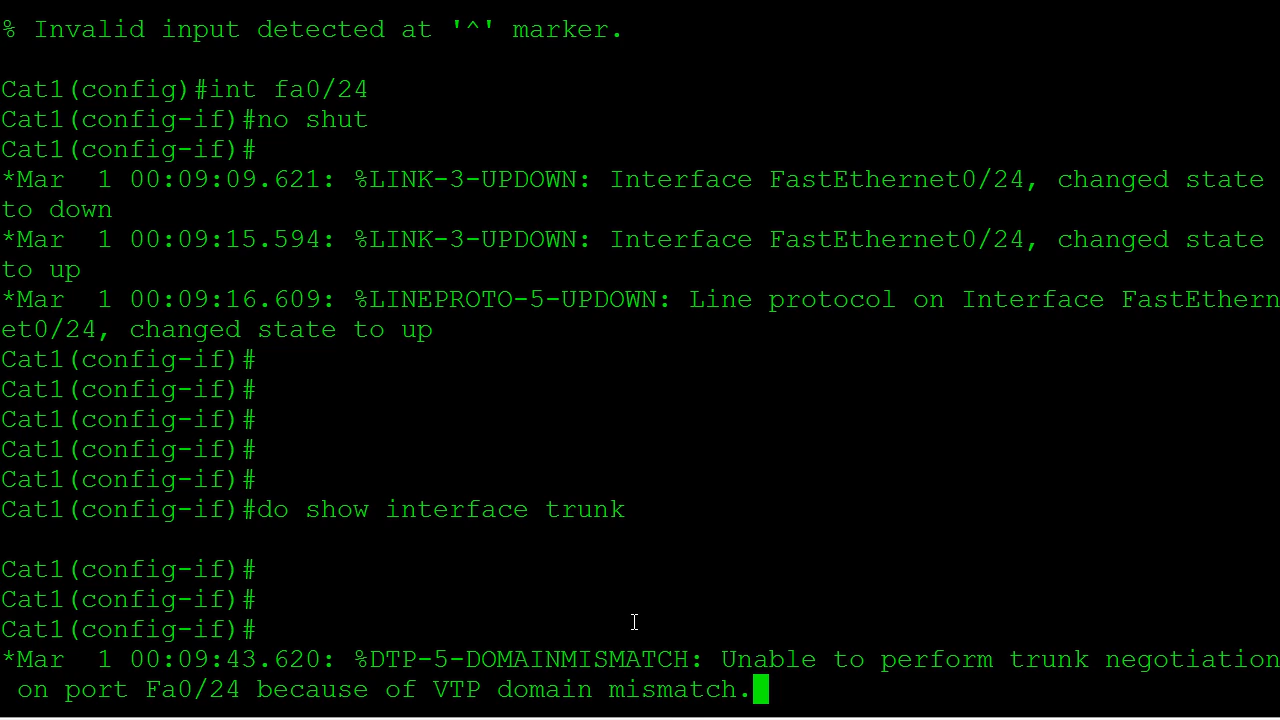 % Invalid input detected at '^' marker.
Cat1(config)#int fa0/24
Cat1(config-if)#no shut
Cat1(config-if)#
*Mar  1 00:09:09.621: %LINK-3-UPDOWN: Interface FastEthernet0/24, changed state
to down
*Mar  1 00:09:15.594: %LINK-3-UPDOWN: Interface FastEthernet0/24, changed state
to up
*Mar  1 00:09:16.609: %LINEPROTO-5-UPDOWN: Line protocol on Interface FastEthern
et0/24, changed state to up
Cat1(config-if)#
Cat1(config-if)#
Cat1(config-if)#
Cat1(config-if)#
Cat1(config-if)#
Cat1(config-if)#do show interface trunk
Cat1(config-if)#
Cat1(config-if)#
Cat1(config-if)#
*Mar  1 00:09:43.620: %DTP-5-DOMAINMISMATCH: Unable to perform trunk negotiation
 on port Fa0/24 because of VTP domain mismatch.